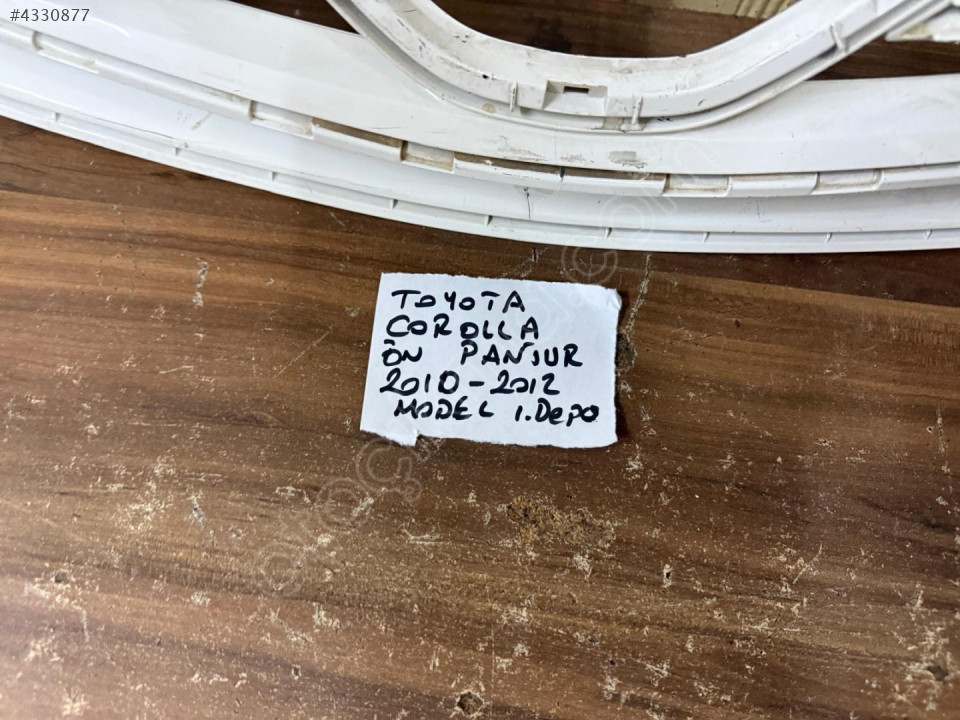 #4330877
TOYOTA
COROLLA
ÖN PANJUR
2010-2012
MODEL 1.Depo